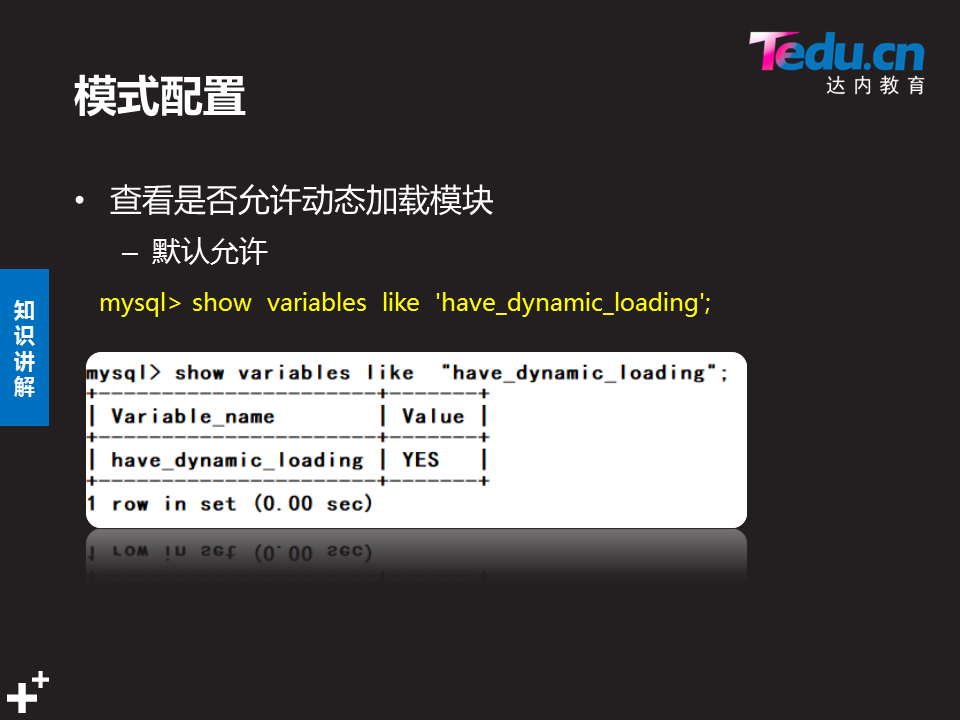 Tedu.cn
达内教育
模式配置
• 查看是否允许动态加载模块
– 默认允许
mysql> show variables like 'have_dynamic_loading';
知
识
讲
解
mysql> show variables like "have_dynamic_loading";
+----------------------+-------+
| Variable_name        | Value |
+----------------------+-------+
| have_dynamic_loading | YES   |
+----------------------+-------+
1 row in set (0.00 sec)